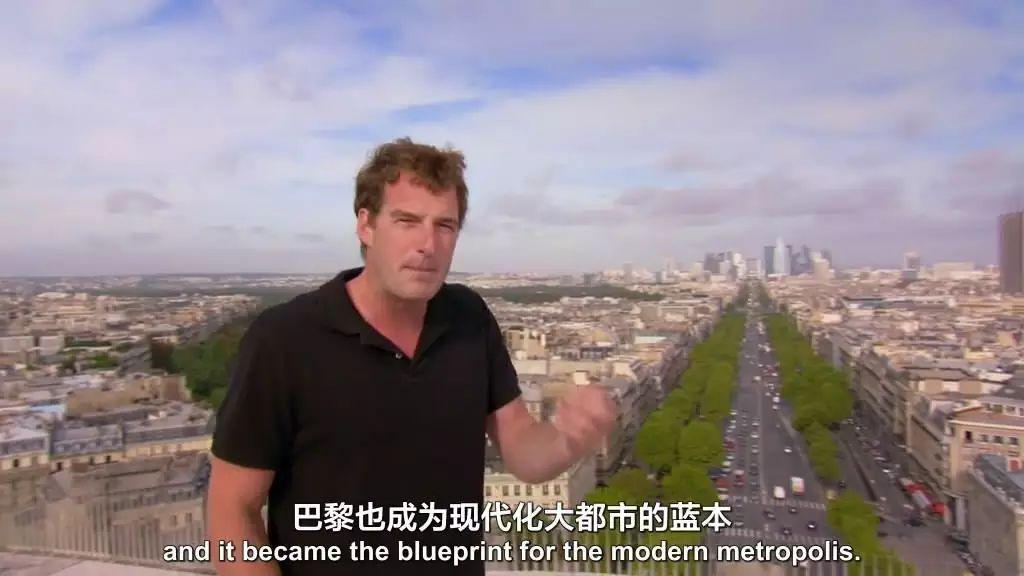 巴黎也成为现代化大都市的蓝本
and it became the blueprint for the modern metropolis.